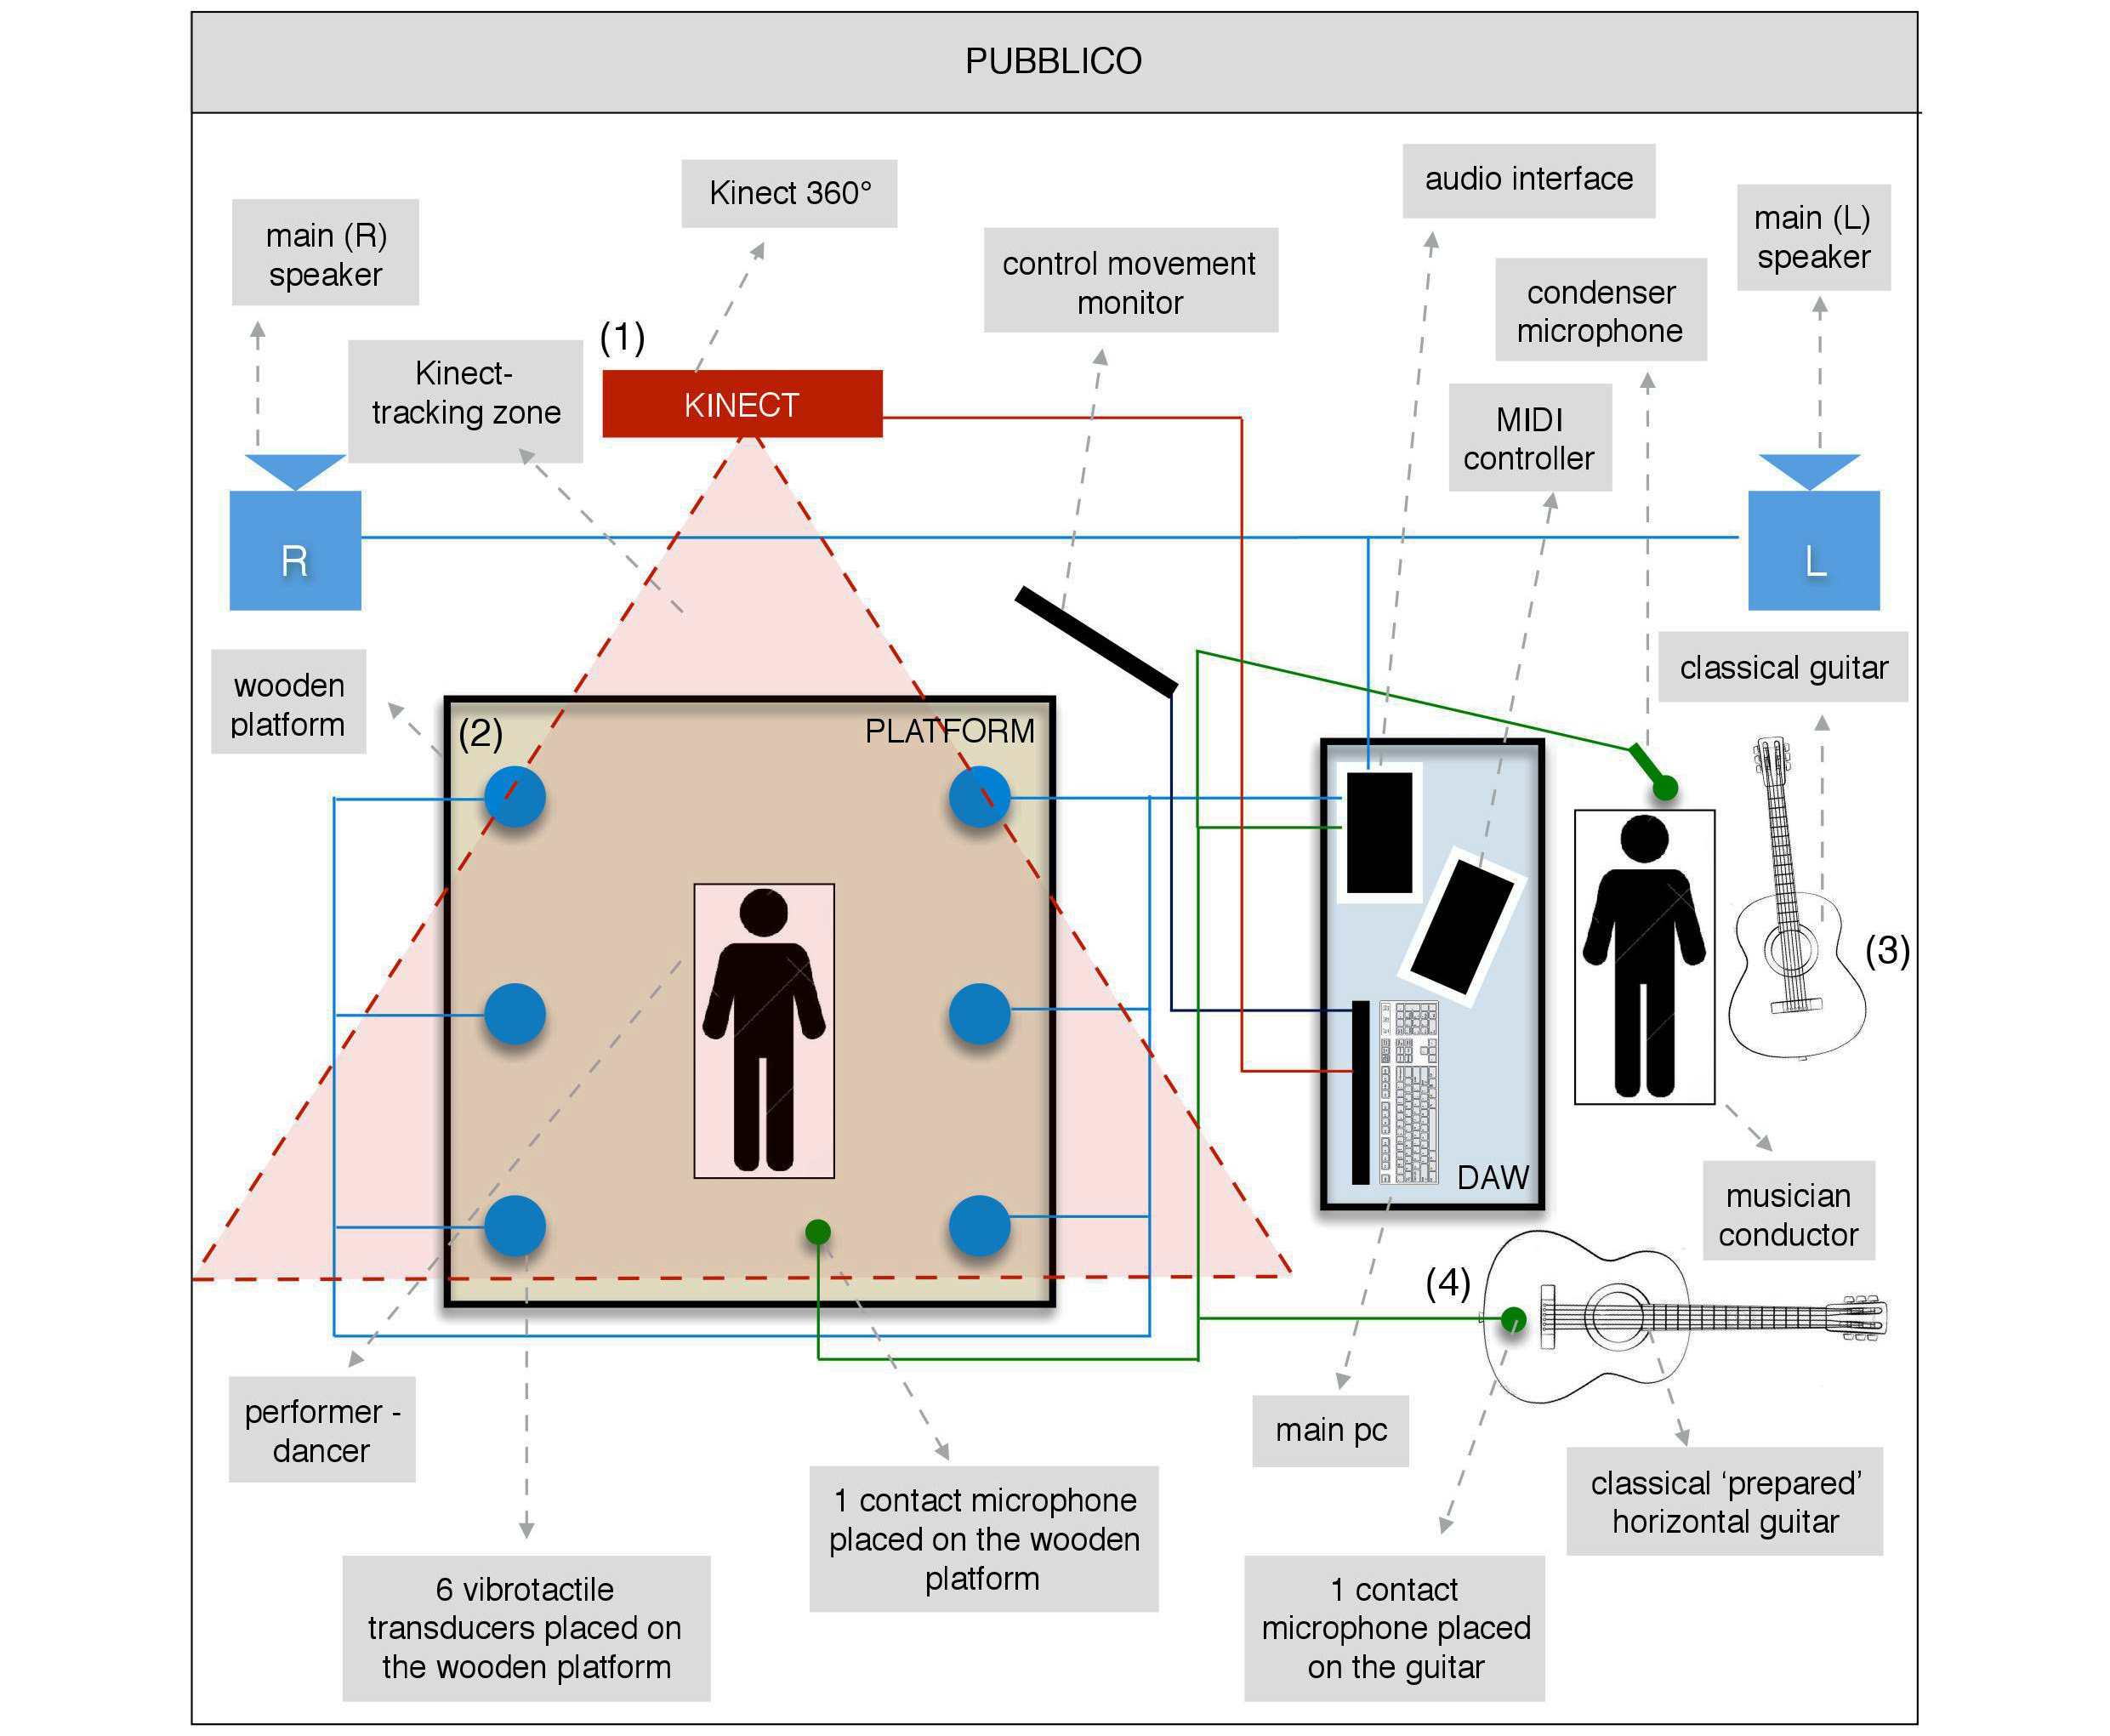 PUBBLICO
Kinect 360°
audio interface
main (R)
speaker
main (L)
speaker
control movement
monitor
condenser
microphone
(1)
Kinect-
tracking zone
KINECT
MIDI
controller
R
L
wooden
platform
classical guitar
(2)
PLATFORM
(3)
DAW
musician
conductor
(4)
performer -
dancer
main pc
1 contact microphone
placed on the wooden
platform
classical ‘prepared’
horizontal guitar
6 vibrotactile
transducers placed on
the wooden platform
1 contact
microphone placed
on the guitar